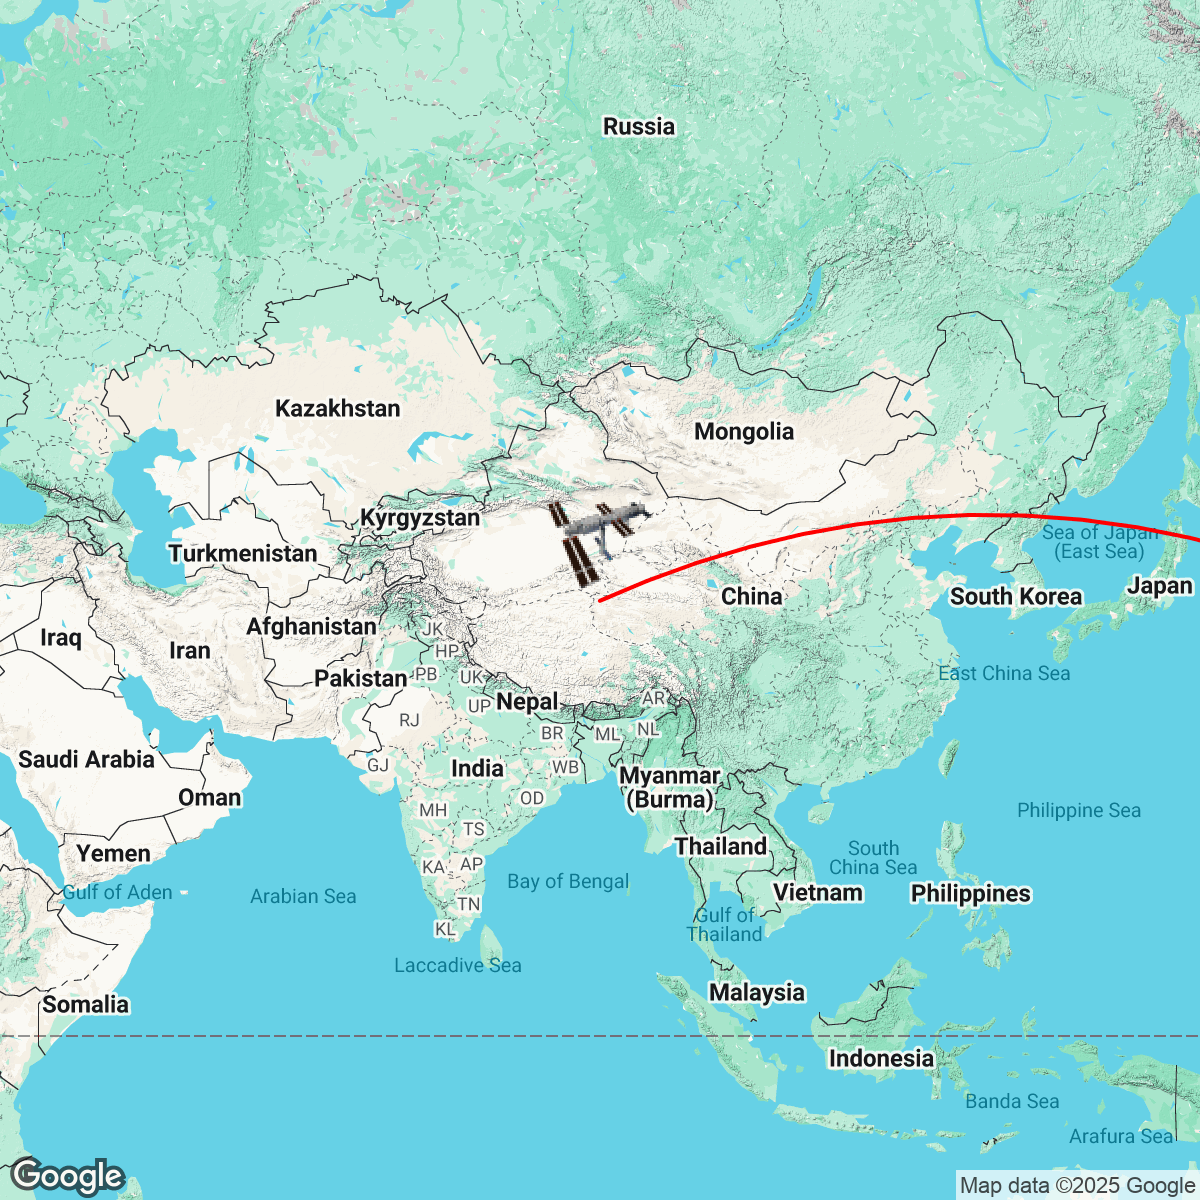 Russia
Kazakhstan
Mongolia
Kyrgyzstan
Turkmenistan
Sea of Japan
(East Sea)
Japan
China
South Korea
Afghanistan
JK
Iraq
Iran
HP
Pakistan
PB
UK
East China Sea
Nepal
AR
UP
RJ
NL
BR
ML
Saudi Arabia
GJ
India
WB
Myanmar
(Burma)
Oman
OD
MH
Philippine Sea
TS
Thailand
South
China Sea
Yemen
KA
AP
Gulf of Aden
Arabian Sea
Bay of Bengal
Vietnam
Philippines
TN
Gulf of
Thailand
KL
Laccadive Sea
Malaysia
Somalia
Indonesia
Banda Sea
Arafura Sea
Google
Map data ©2025 Google